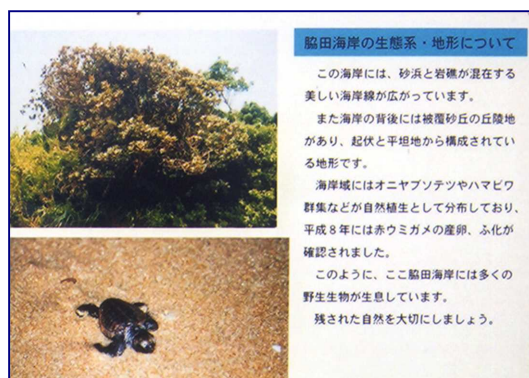 脇田海岸の生態系・地形について
この海岸には、砂浜と岩礁が混在する
美しい海岸線が広がっています。
また海岸の背後には被覆砂丘の丘陵地
があり、起伏と平坦地から構成されてい
る地形です。
海岸域にはオニヤブソテツやハマビワ
群集などが自然植生として分布しており、
平成8年には赤ウミガメの産卵、ふ化が
確認されました。
このように、ここ脇田海岸には多くの
野生生物が生息しています。
残された自然を大切にしましょう。